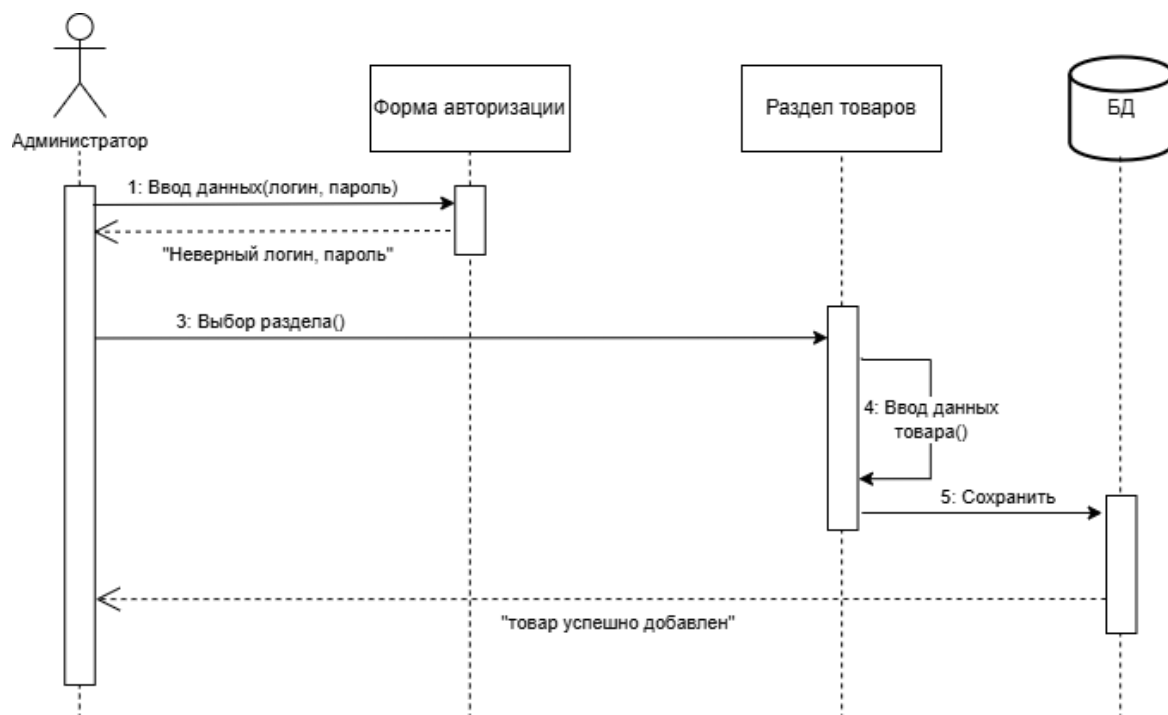 Администратор
Форма авторизации
Раздел товаров
БД
1: Ввод данных(логин, пароль)
"Неверный логин, пароль"
3: Выбор раздела()
4: Ввод данных
товара()
5: Сохранить
"товар успешно добавлен"